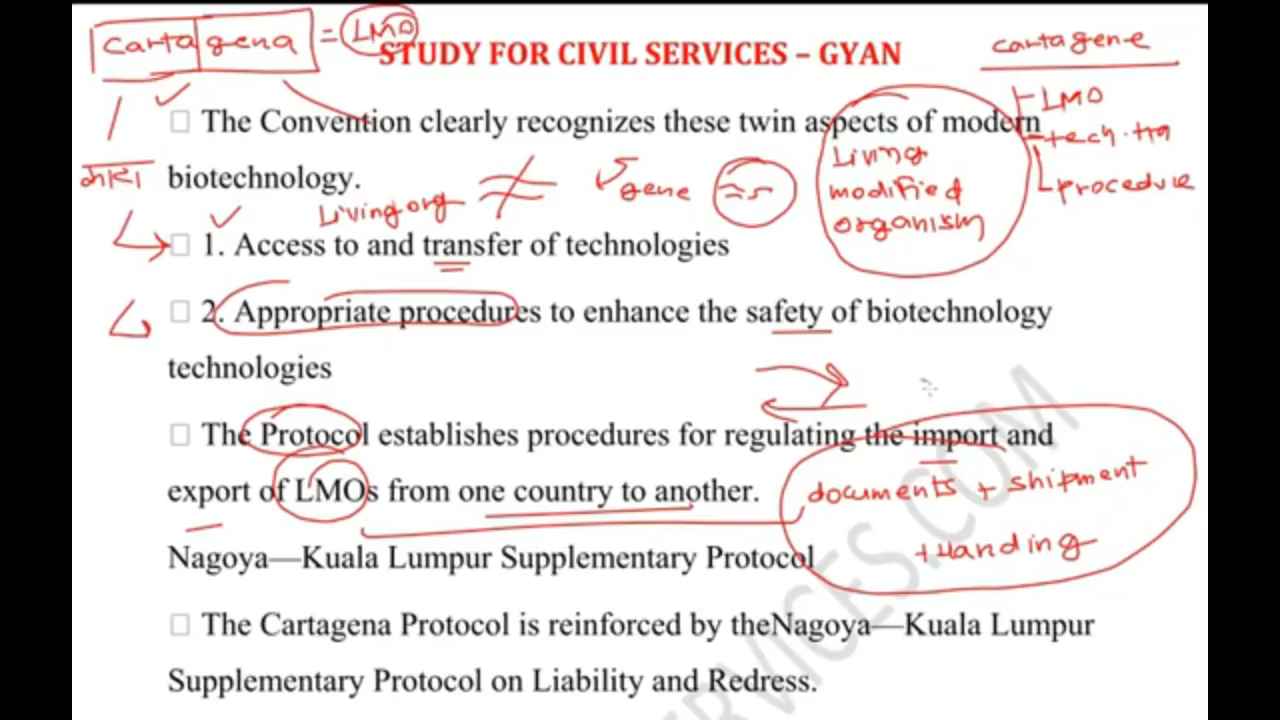 cartagena = LMO
STUDY FOR CIVIL SERVICES – GYAN
cartagene
LMO
tech. tra
procedure
The Convention clearly recognizes these twin aspects of modern
biotechnology.
Living org
gene
Living
modified
organism
1. Access to and transfer of technologies
2. Appropriate procedures to enhance the safety of biotechnology
technologies
The Protocol establishes procedures for regulating the import and
export of LMOs from one country to another.
documents + shipment
+ Handing
Nagoya—Kuala Lumpur Supplementary Protocol
The Cartagena Protocol is reinforced by theNagoya—Kuala Lumpur
Supplementary Protocol on Liability and Redress.